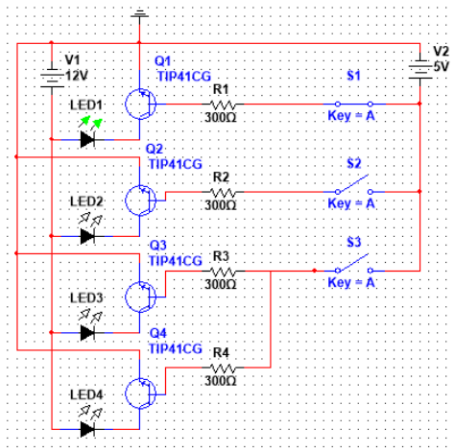 V1
12V
V2
5V
Q1
TIP41CG
R1
300Ω
S1
Key = A
LED1
Q2
TIP41CG
R2
300Ω
S2
Key = A
LED2
Q3
TIP41CG
R3
300Ω
S3
Key = A
LED3
Q4
TIP41CG
R4
300Ω
LED4